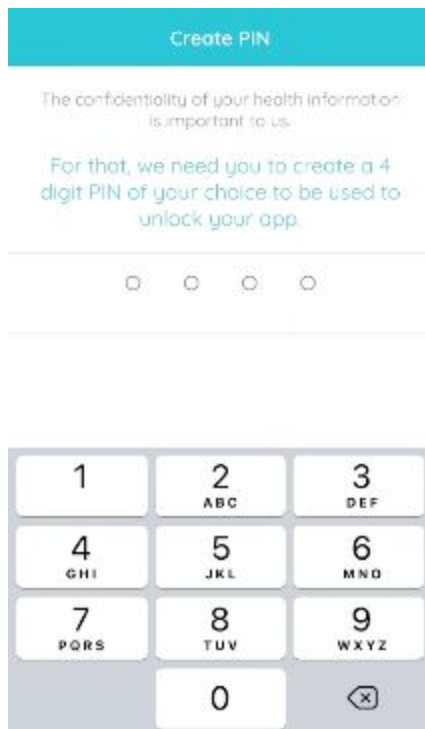 Create PIN
The confidentiality of your health information
is important to us.
For that, we need you to create a 4
digit PIN of your choice to be used to
unlock your app.
1 2 3
ABC DEF
4 5 6
GHI JKL MNO
7 8 9
PQRS TUV WXYZ
0